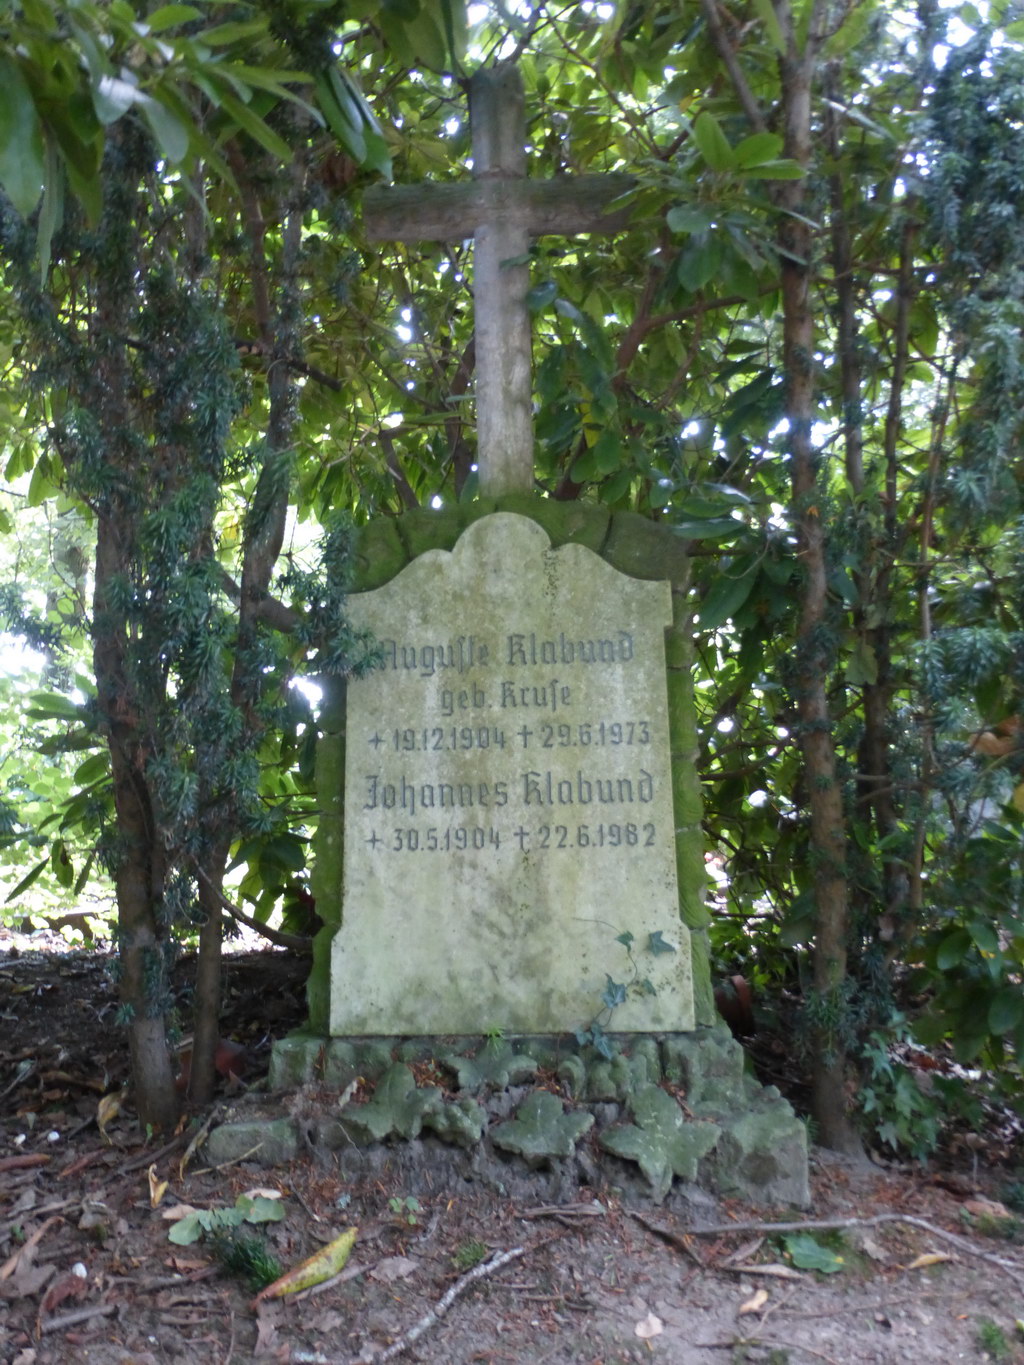 Auguſte Klabund
geb. Kruſe
+19.12.1904 +29.6.1973
Johannes Klabund
+30.5.1904 +22.6.1982